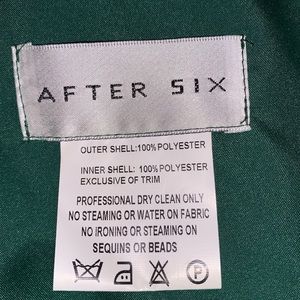 AFTER SIX
OUTER SHELL:100% POLYESTER
INNER SHELL: 100% POLYESTER
EXCLUSIVE OF TRIM
PROFESSIONAL DRY CLEAN ONLY
NO STEAMING OR WATER ON FABRIC
NO IRONING OR STEAMING ON
SEQUINS OR BEADS
P